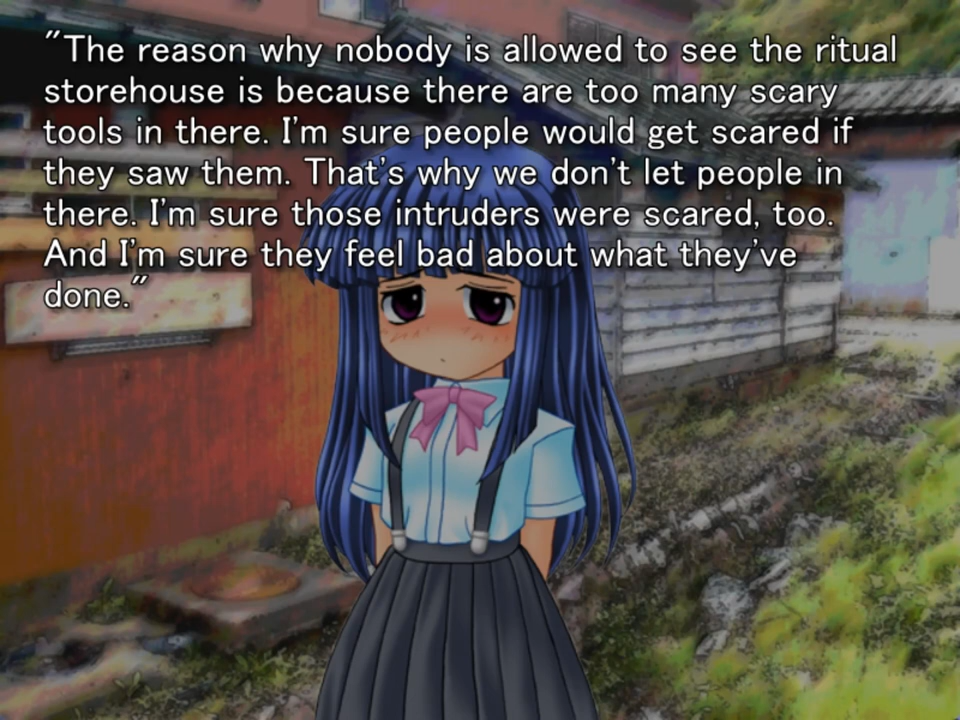 "The reason why nobody is allowed to see the ritual
storehouse is because there are too many scary
tools in there. I'm sure people would get scared if
they saw them. That's why we don't let people in
there. I'm sure those intruders were scared, too.
And I'm sure they feel bad about what they've
done."